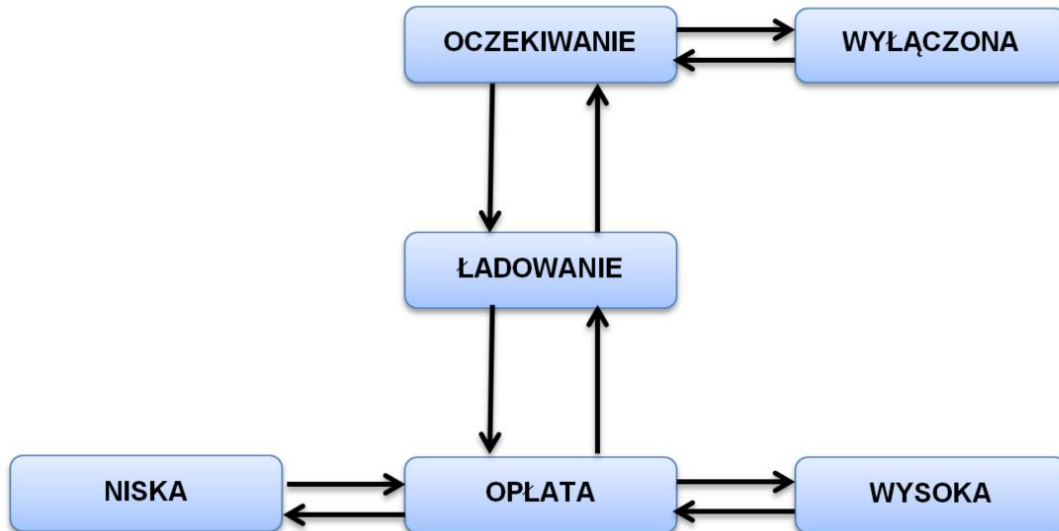 OCZEKIWANIE
WYŁĄCZONA
ŁADOWANIE
NISKA
OPŁATA
WYSOKA